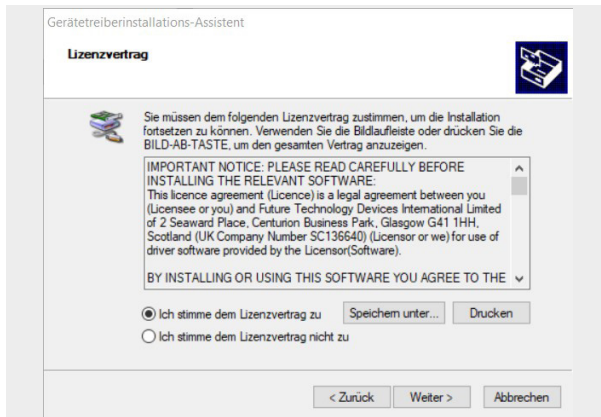 Gerätetreiberinstallations-Assistent
Lizenzvertrag
Sie müssen dem folgenden Lizenzvertrag zustimmen, um die Installation
fortsetzen zu können. Verwenden Sie die Bildlaufleiste oder drücken Sie die
BILD-AB-TASTE, um den gesamten Vertrag anzuzeigen.
IMPORTANT NOTICE: PLEASE READ CAREFULLY BEFORE
INSTALLING THE RELEVANT SOFTWARE:
This licence agreement (Licence) is a legal agreement between you
(Licensee or you) and Future Technology Devices International Limited
of 2 Seaward Place, Centurion Business Park, Glasgow G41 1HH,
Scotland (UK Company Number SC136640) (Licensor or we) for use of
driver software provided by the Licensor(Software).
BY INSTALLING OR USING THIS SOFTWARE YOU AGREE TO THE
Ich stimme dem Lizenzvertrag zu
Speichern unter...
Drucken
Ich stimme dem Lizenzvertrag nicht zu
< Zurück
Weiter >
Abbrechen